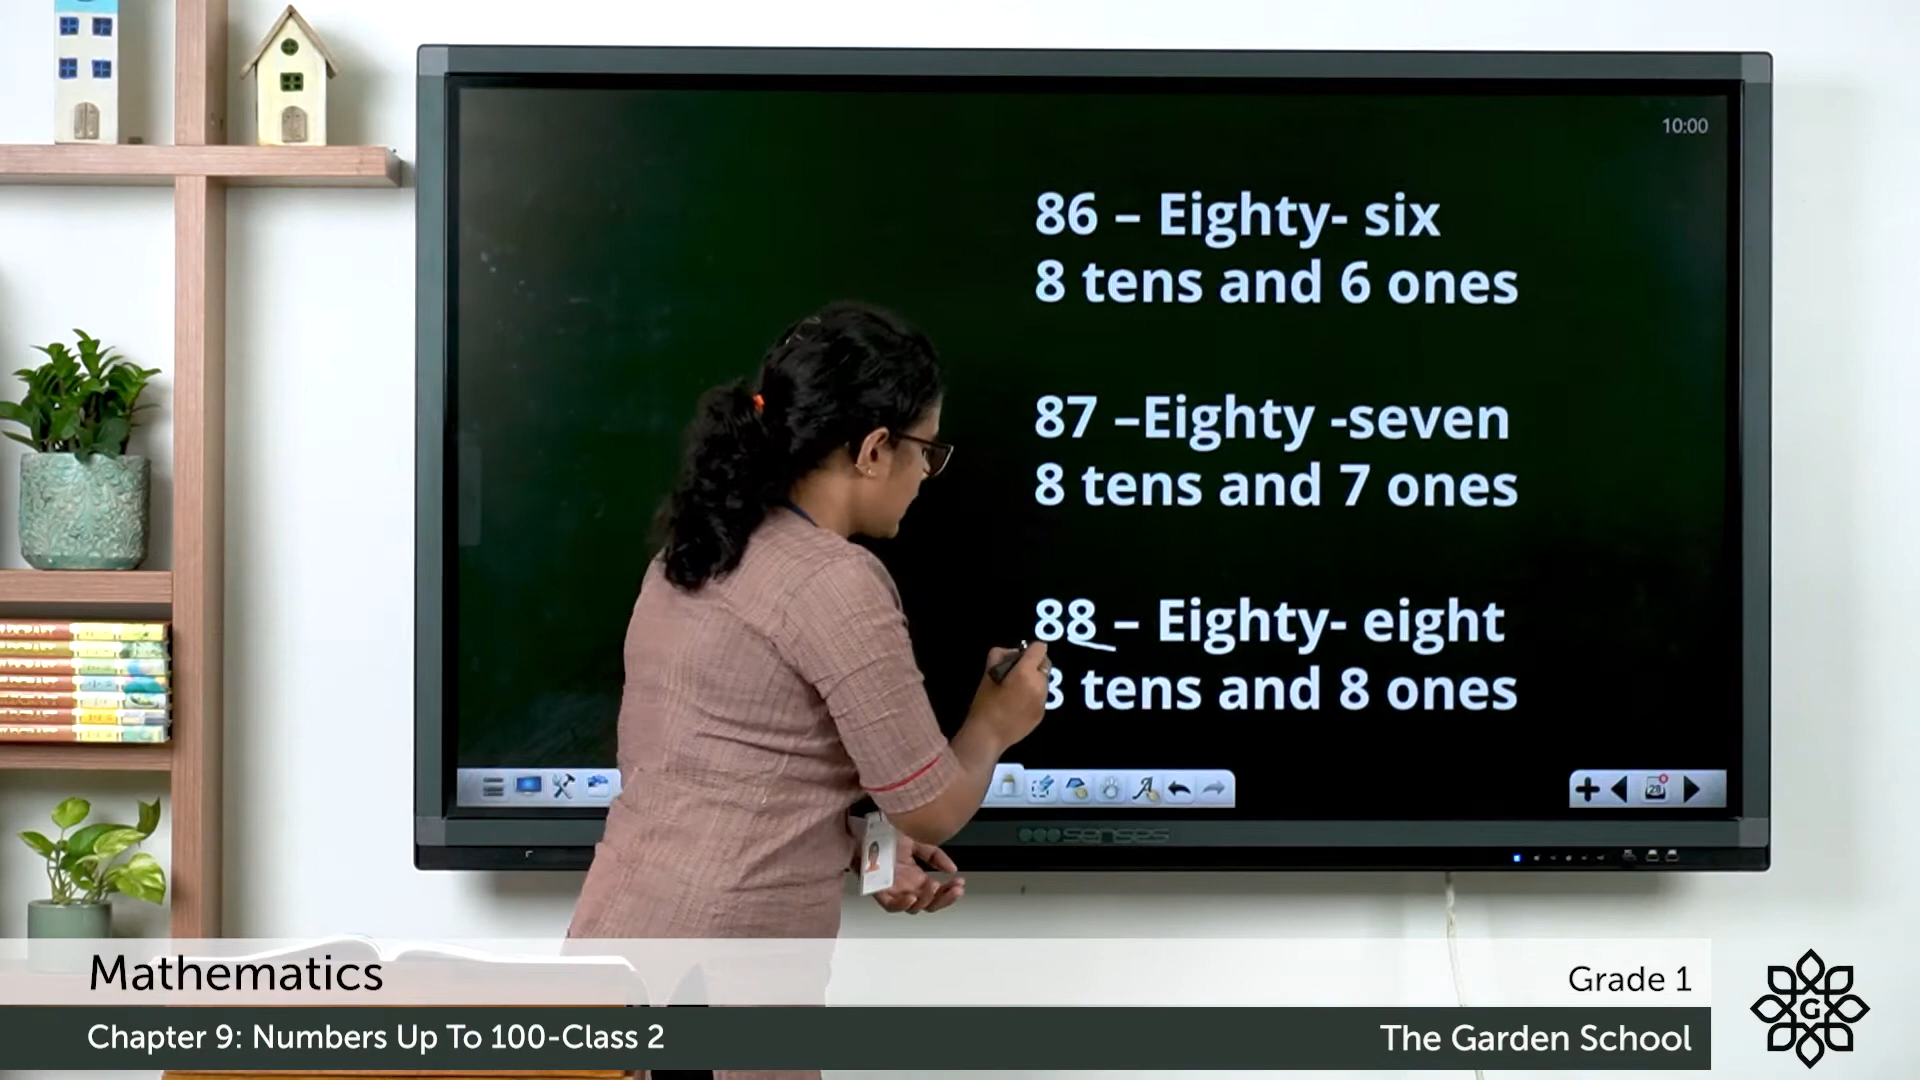 10:00
86 – Eighty- six
8 tens and 6 ones
87 –Eighty -seven
8 tens and 7 ones
88 – Eighty- eight
8 tens and 8 ones
senses
Mathematics
Grade 1
Chapter 9: Numbers Up To 100-Class 2
The Garden School
G